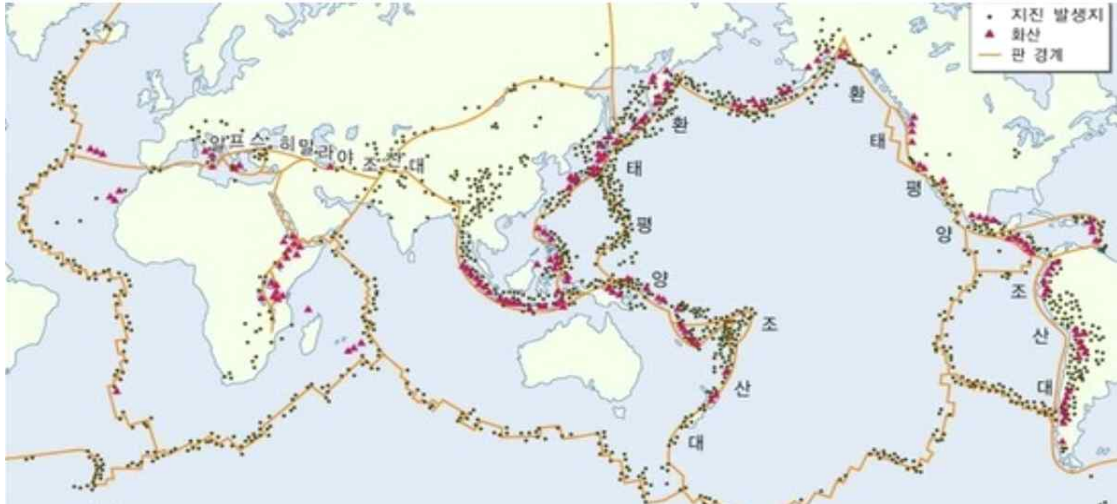 지진 발생지
화산
판 경계
알프스·히말라야 조산대
환태평양조산대
환태평양조산대